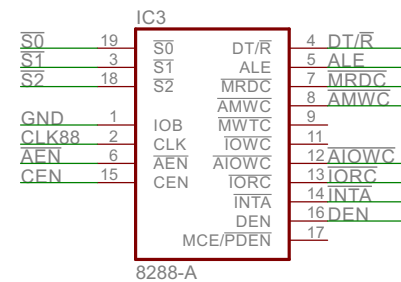 IC3
S0 19 S0 DT/R 4 DT/R
S1 3 S1 ALE 5 ALE
S2 18 S2 MRDC 7 MRDC
AMWC 8 AMWC
GND 1 IOB MWTC 9
CLK88 2 CLK IOWC 11
AEN 6 AEN AIOWC 12 AIOWC
CEN 15 CEN IORC 13 IORC
INTA 14 INTA
DEN 16 DEN
MCE/PDEN 17
8288-A